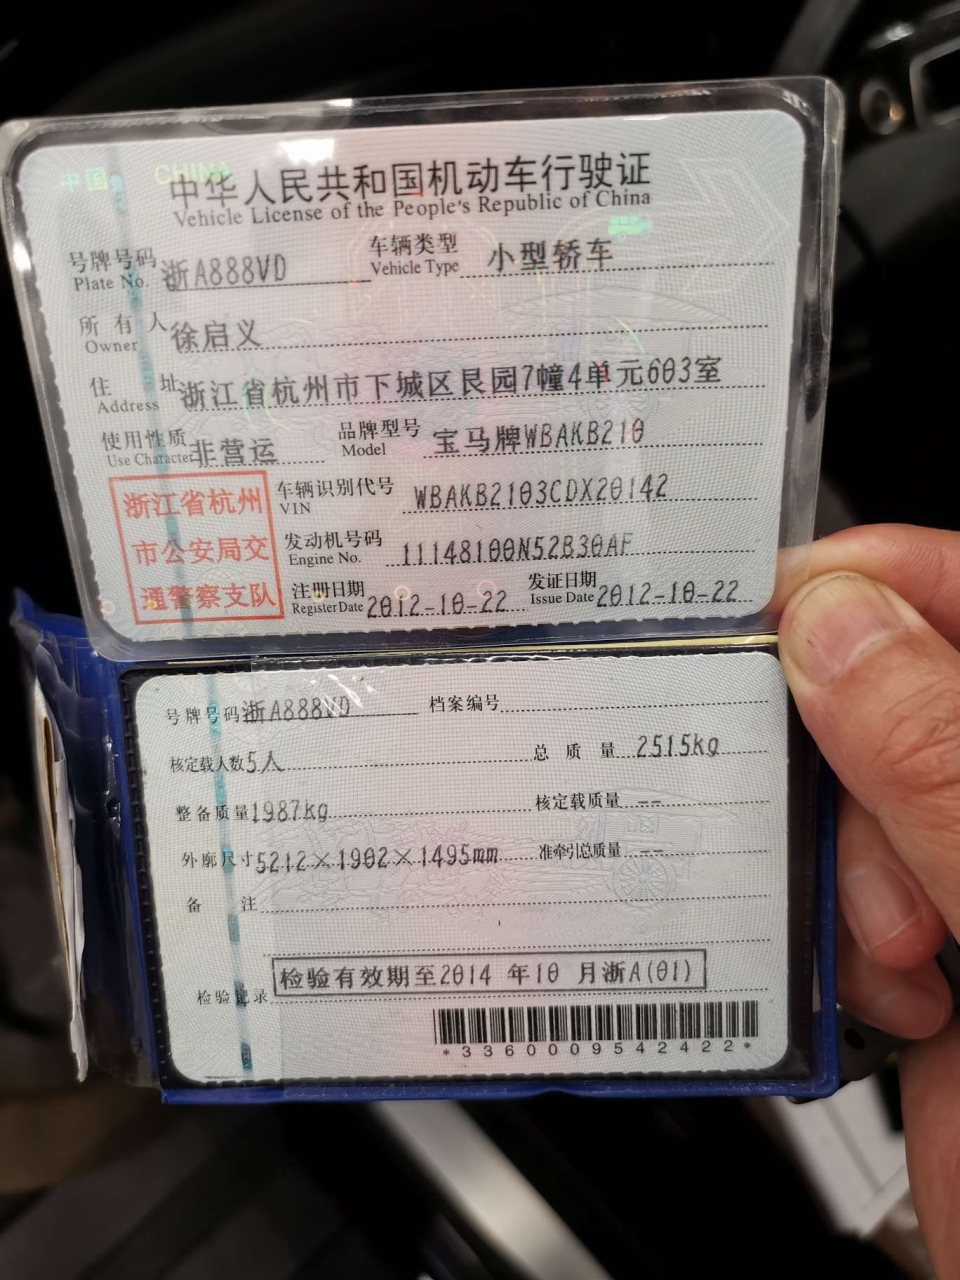 中国 CHINA
中华人民共和国机动车行驶证
Vehicle License of the People's Republic of China
号牌号码 Plate No. 浙A888VD 车辆类型 Vehicle Type 小型轿车
所有人 Owner 徐启义
住址 Address 浙江省杭州市下城区艮园7幢4单元603室
使用性质 Use Character 非营运 品牌型号 Model 宝马牌WBAKB210
浙江省杭州
市公安局交
通警察支队
车辆识别代号 VIN WBAKB2103CDX20142
发动机号码 Engine No. 11148100N52B30AF
注册日期 Register Date 2012-10-22 发证日期 Issue Date 2012-10-22
号牌号码 浙A888VD 档案编号
核定载人数 5人 总质量 2515kg
整备质量 1987kg 核定载质量 --
外廓尺寸 5212×1902×1495mm 准牵引总质量 --
备注
检验记录 检验有效期至2014年10月浙A(01)
*3360009542422*